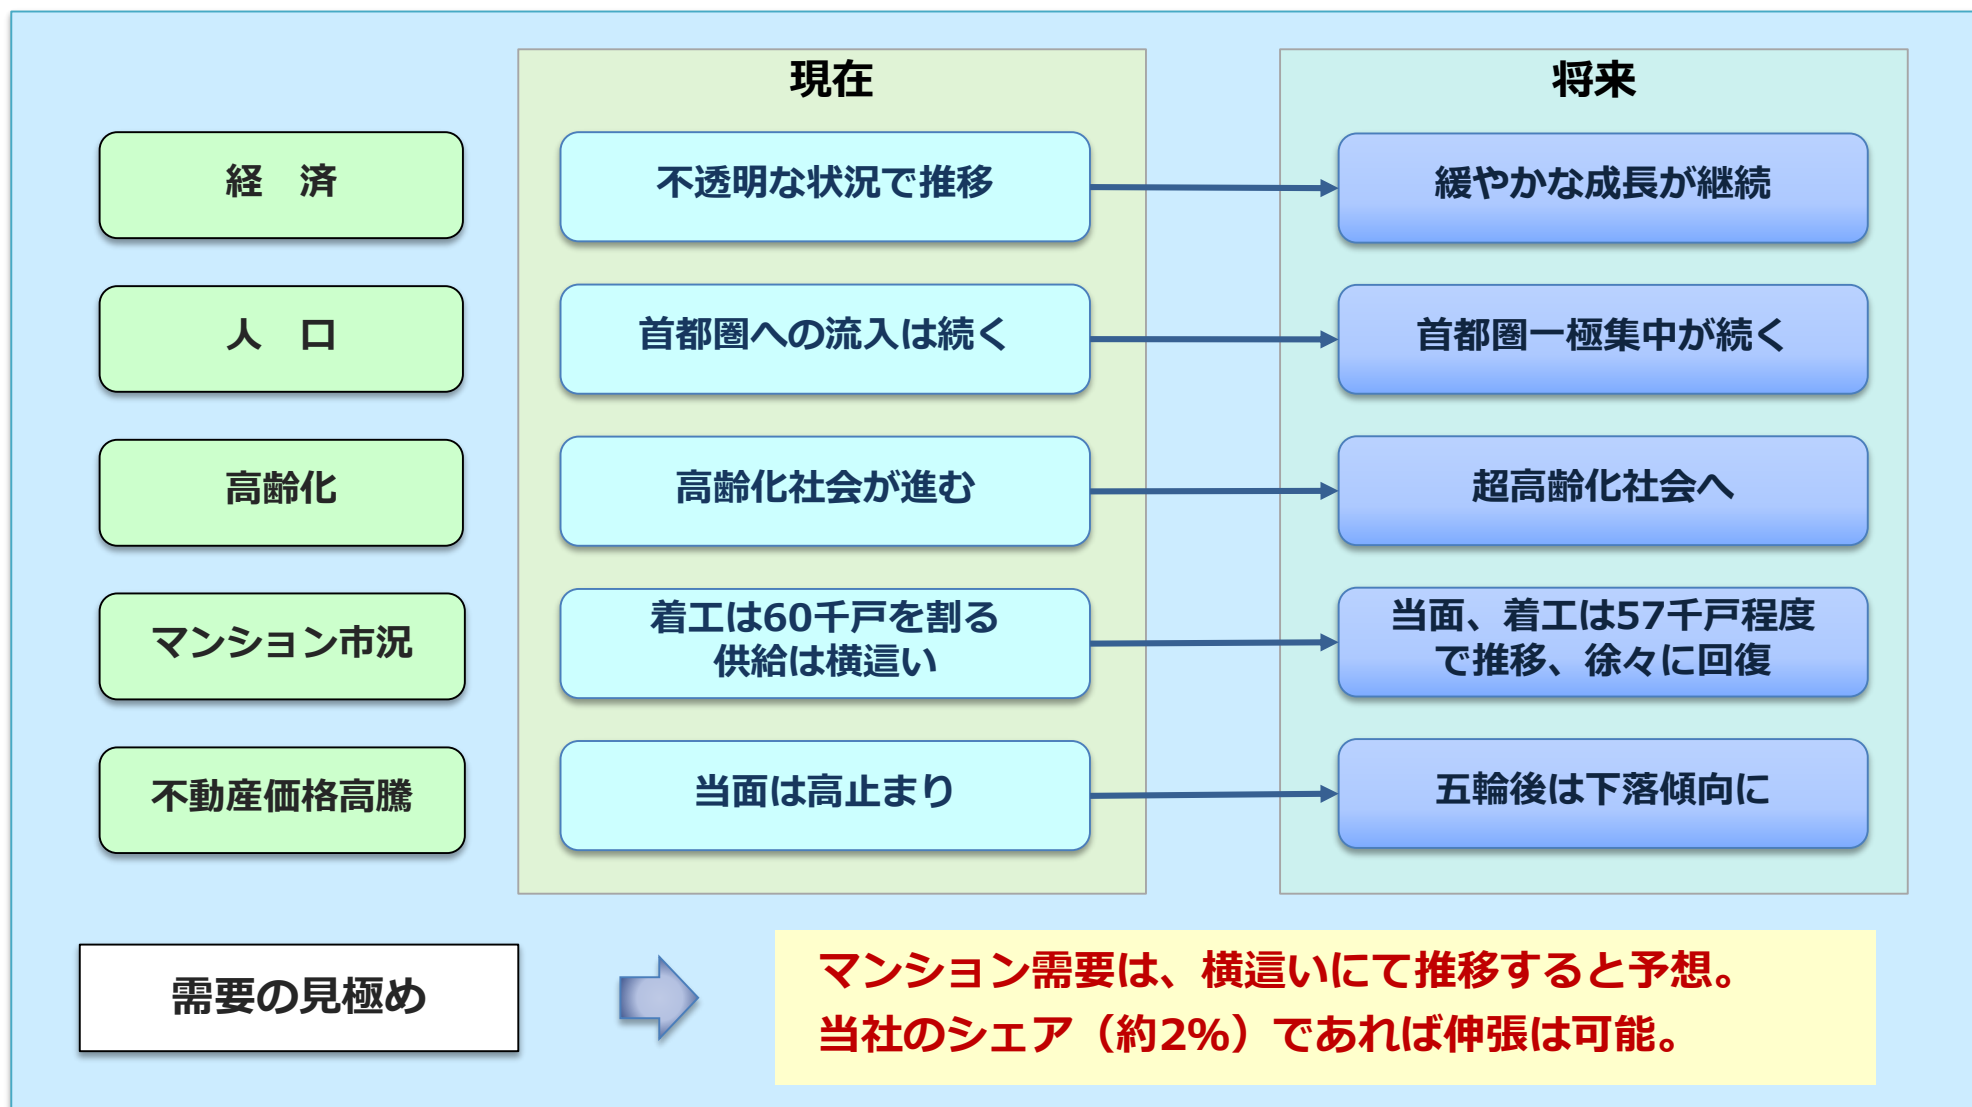 現在
将来
経　済
不透明な状況で推移
緩やかな成長が継続
人　口
首都圏への流入は続く
首都圏一極集中が続く
高齢化
高齢化社会が進む
超高齢化社会へ
マンション市況
着工は60千戸を割る
供給は横這い
当面、着工は57千戸程度
で推移、徐々に回復
不動産価格高騰
当面は高止まり
五輪後は下落傾向に
需要の見極め
マンション需要は、横這いにて推移すると予想。
当社のシェア（約2%）であれば伸張は可能。